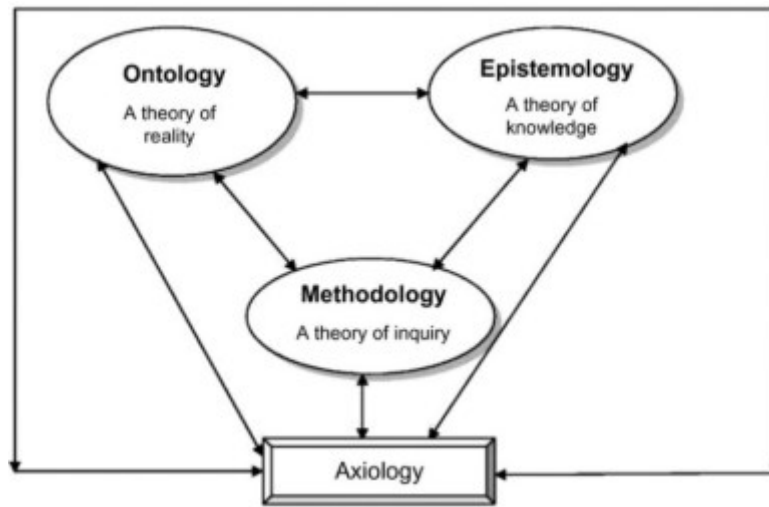 Ontology
A theory of
reality
Epistemology
A theory of
knowledge
Methodology
A theory of inquiry
Axiology